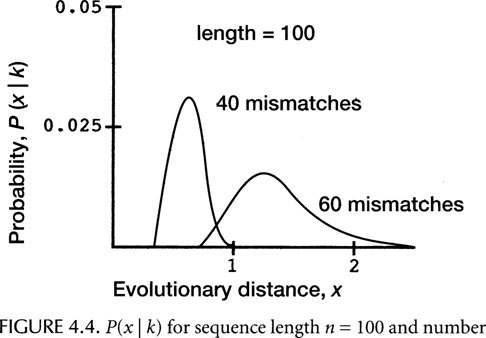 0.05
length = 100
40 mismatches
0.025
60 mismatches
Probability, P (x | k)
1
2
Evolutionary distance, x
FIGURE 4.4. P(x | k) for sequence length n = 100 and number